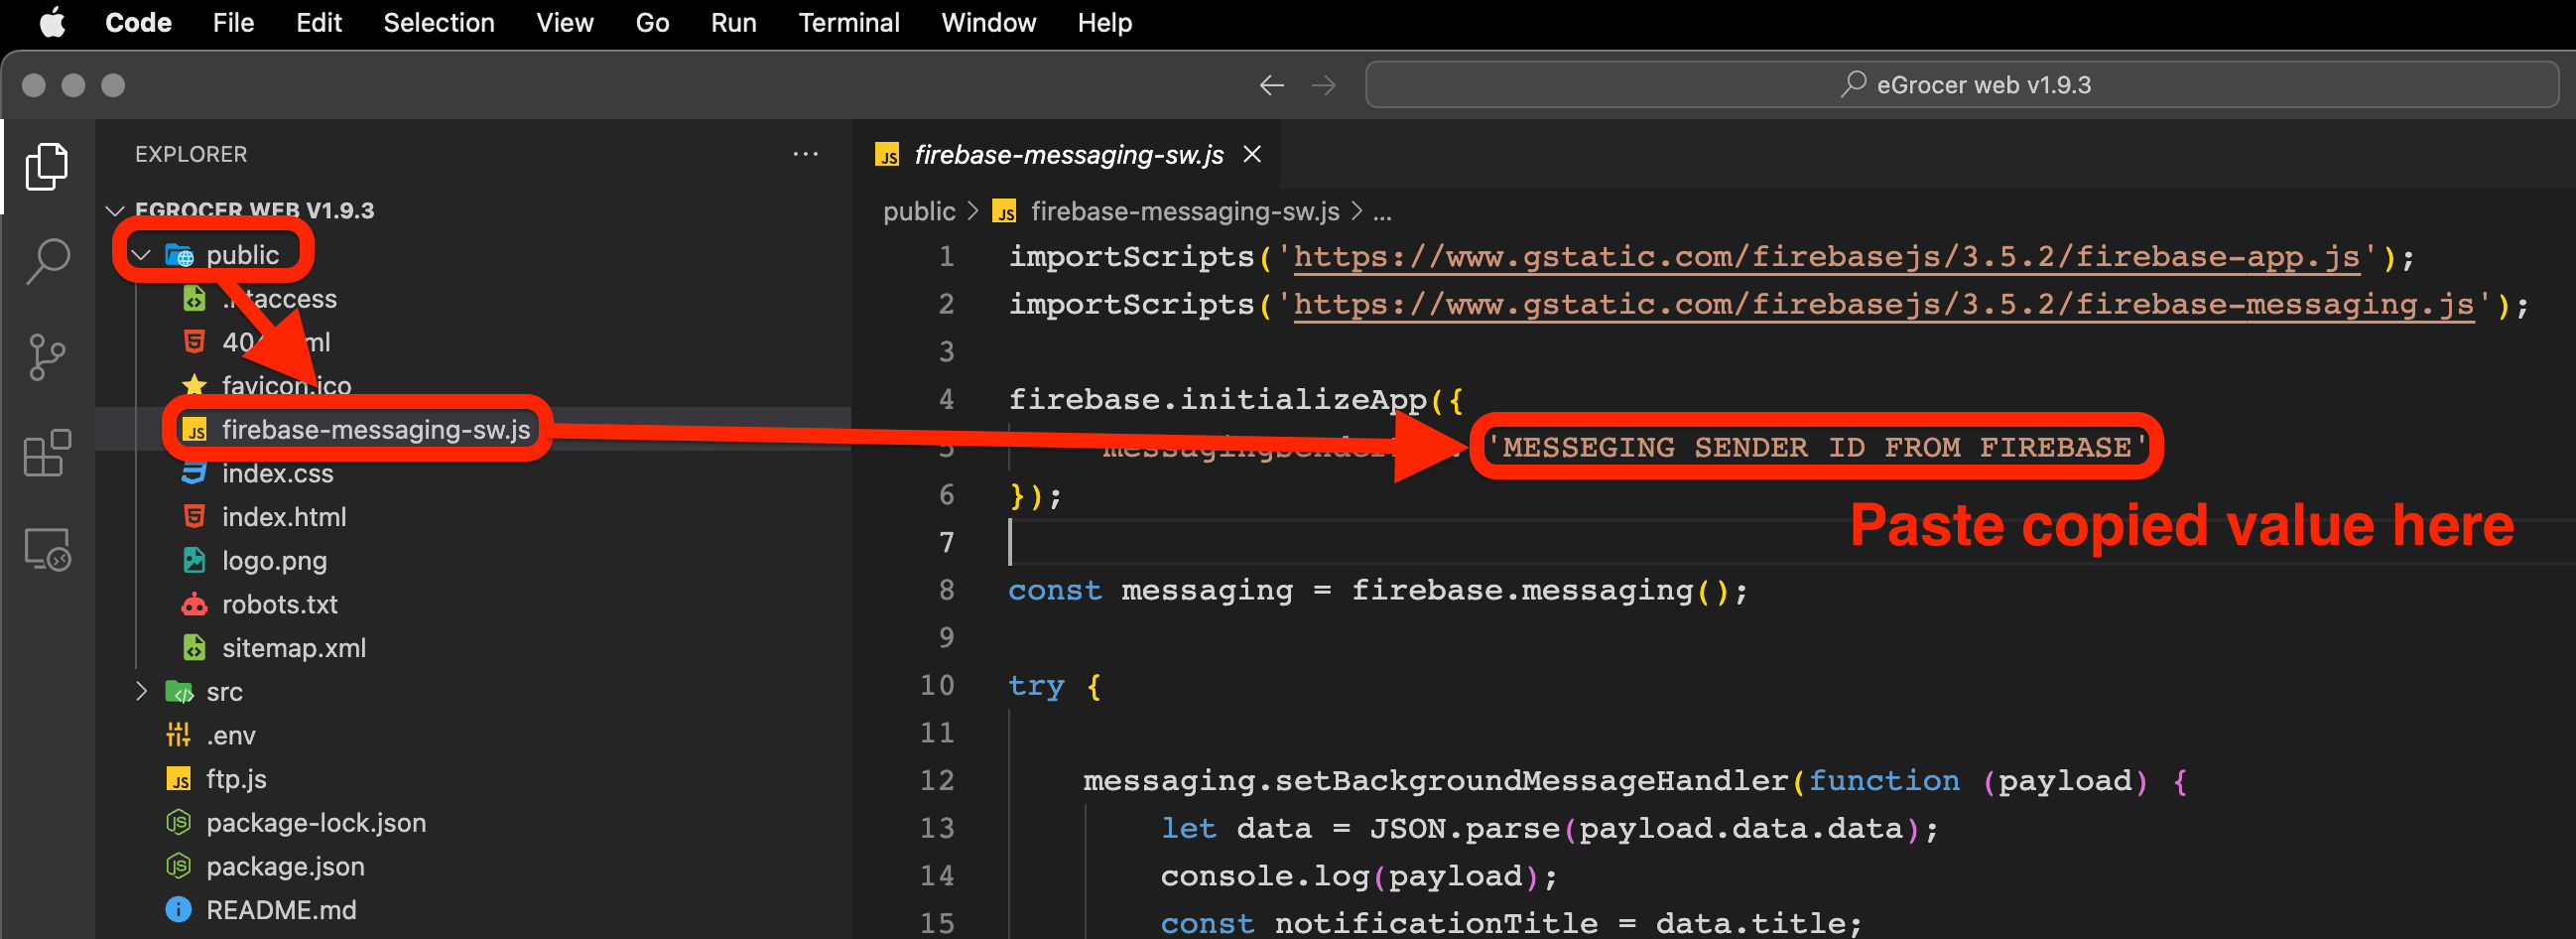 Code File Edit Selection View Go Run Terminal Window Help
eGrocer web v1.9.3
EXPLORER
EGROCER WEB V1.9.3
public
favicon.ico
firebase-messaging-sw.js
index.css
index.html
logo.png
robots.txt
sitemap.xml
src
.env
ftp.js
package-lock.json
package.json
README.md
firebase-messaging-sw.js
public > firebase-messaging-sw.js > ...
1 importScripts('https://www.gstatic.com/firebasejs/3.5.2/firebase-app.js');
2 importScripts('https://www.gstatic.com/firebasejs/3.5.2/firebase-messaging.js');
3
4 firebase.initializeApp({
5 'MESSEGING SENDER ID FROM FIREBASE'
6 });
Paste copied value here
7
8 const messaging = firebase.messaging();
9
10 try {
11
12 messaging.setBackgroundMessageHandler(function (payload) {
13 let data = JSON.parse(payload.data.data);
14 console.log(payload);
15 const notificationTitle = data.title;